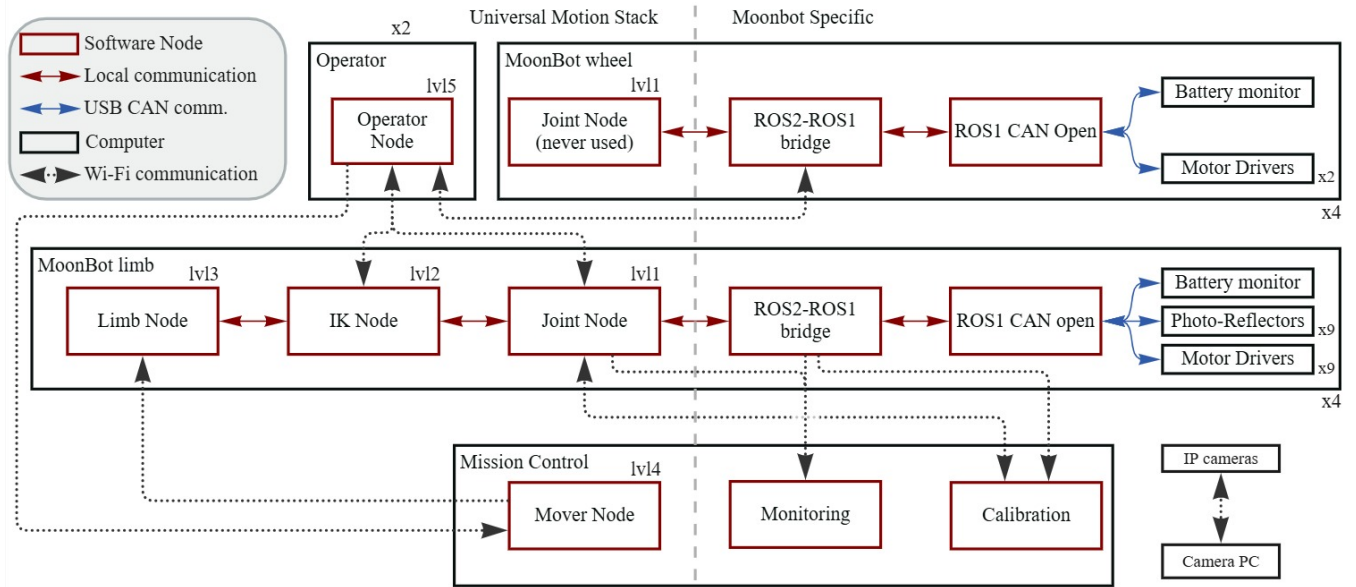 Universal Motion Stack
Moonbot Specific
Software Node
Local communication
USB CAN comm.
Computer
Wi-Fi communication
x2
Operator
lvl5
Operator
Node
MoonBot wheel
lvl1
Joint Node
(never used)
ROS2-ROS1
bridge
ROS1 CAN Open
Battery monitor
Motor Drivers
x2
x4
MoonBot limb
lvl3
Limb Node
lvl2
IK Node
lvl1
Joint Node
ROS2-ROS1
bridge
ROS1 CAN open
Battery monitor
Photo-Reflectors
x9
Motor Drivers
x9
x4
Mission Control
lvl4
Mover Node
Monitoring
Calibration
IP cameras
Camera PC